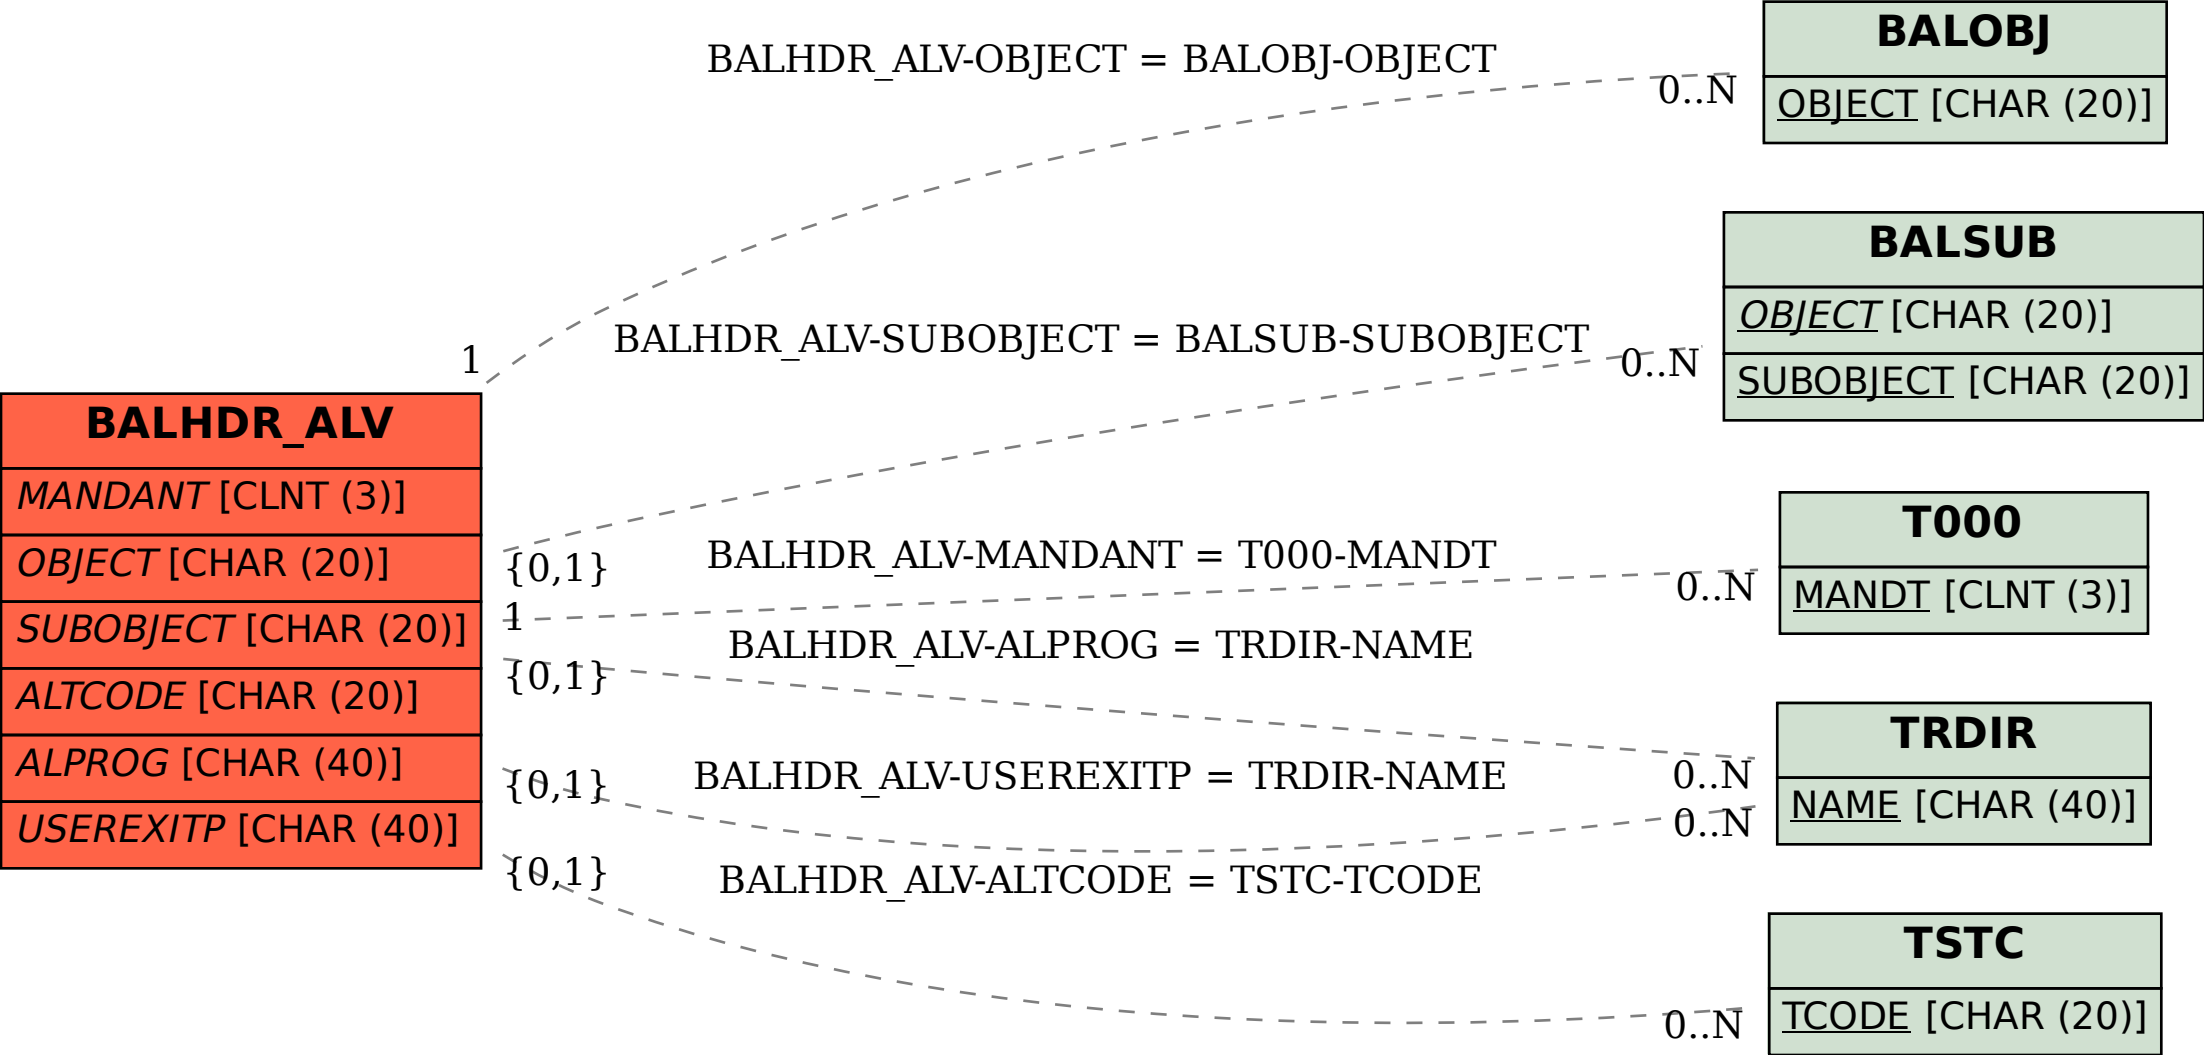 BALOBJ
OBJECT [CHAR (20)]
BALHDR_ALV-OBJECT = BALOBJ-OBJECT
0..N
1
BALSUB
OBJECT [CHAR (20)]
SUBOBJECT [CHAR (20)]
BALHDR_ALV-SUBOBJECT = BALSUB-SUBOBJECT
0..N
{0,1}
BALHDR_ALV
MANDANT [CLNT (3)]
OBJECT [CHAR (20)]
SUBOBJECT [CHAR (20)]
ALTCODE [CHAR (20)]
ALPROG [CHAR (40)]
USEREXITP [CHAR (40)]
T000
MANDT [CLNT (3)]
BALHDR_ALV-MANDANT = T000-MANDT
0..N
1
BALHDR_ALV-ALPROG = TRDIR-NAME
{0,1}
0..N
TRDIR
NAME [CHAR (40)]
BALHDR_ALV-USEREXITP = TRDIR-NAME
{0,1}
0..N
BALHDR_ALV-ALTCODE = TSTC-TCODE
{0,1}
0..N
TSTC
TCODE [CHAR (20)]